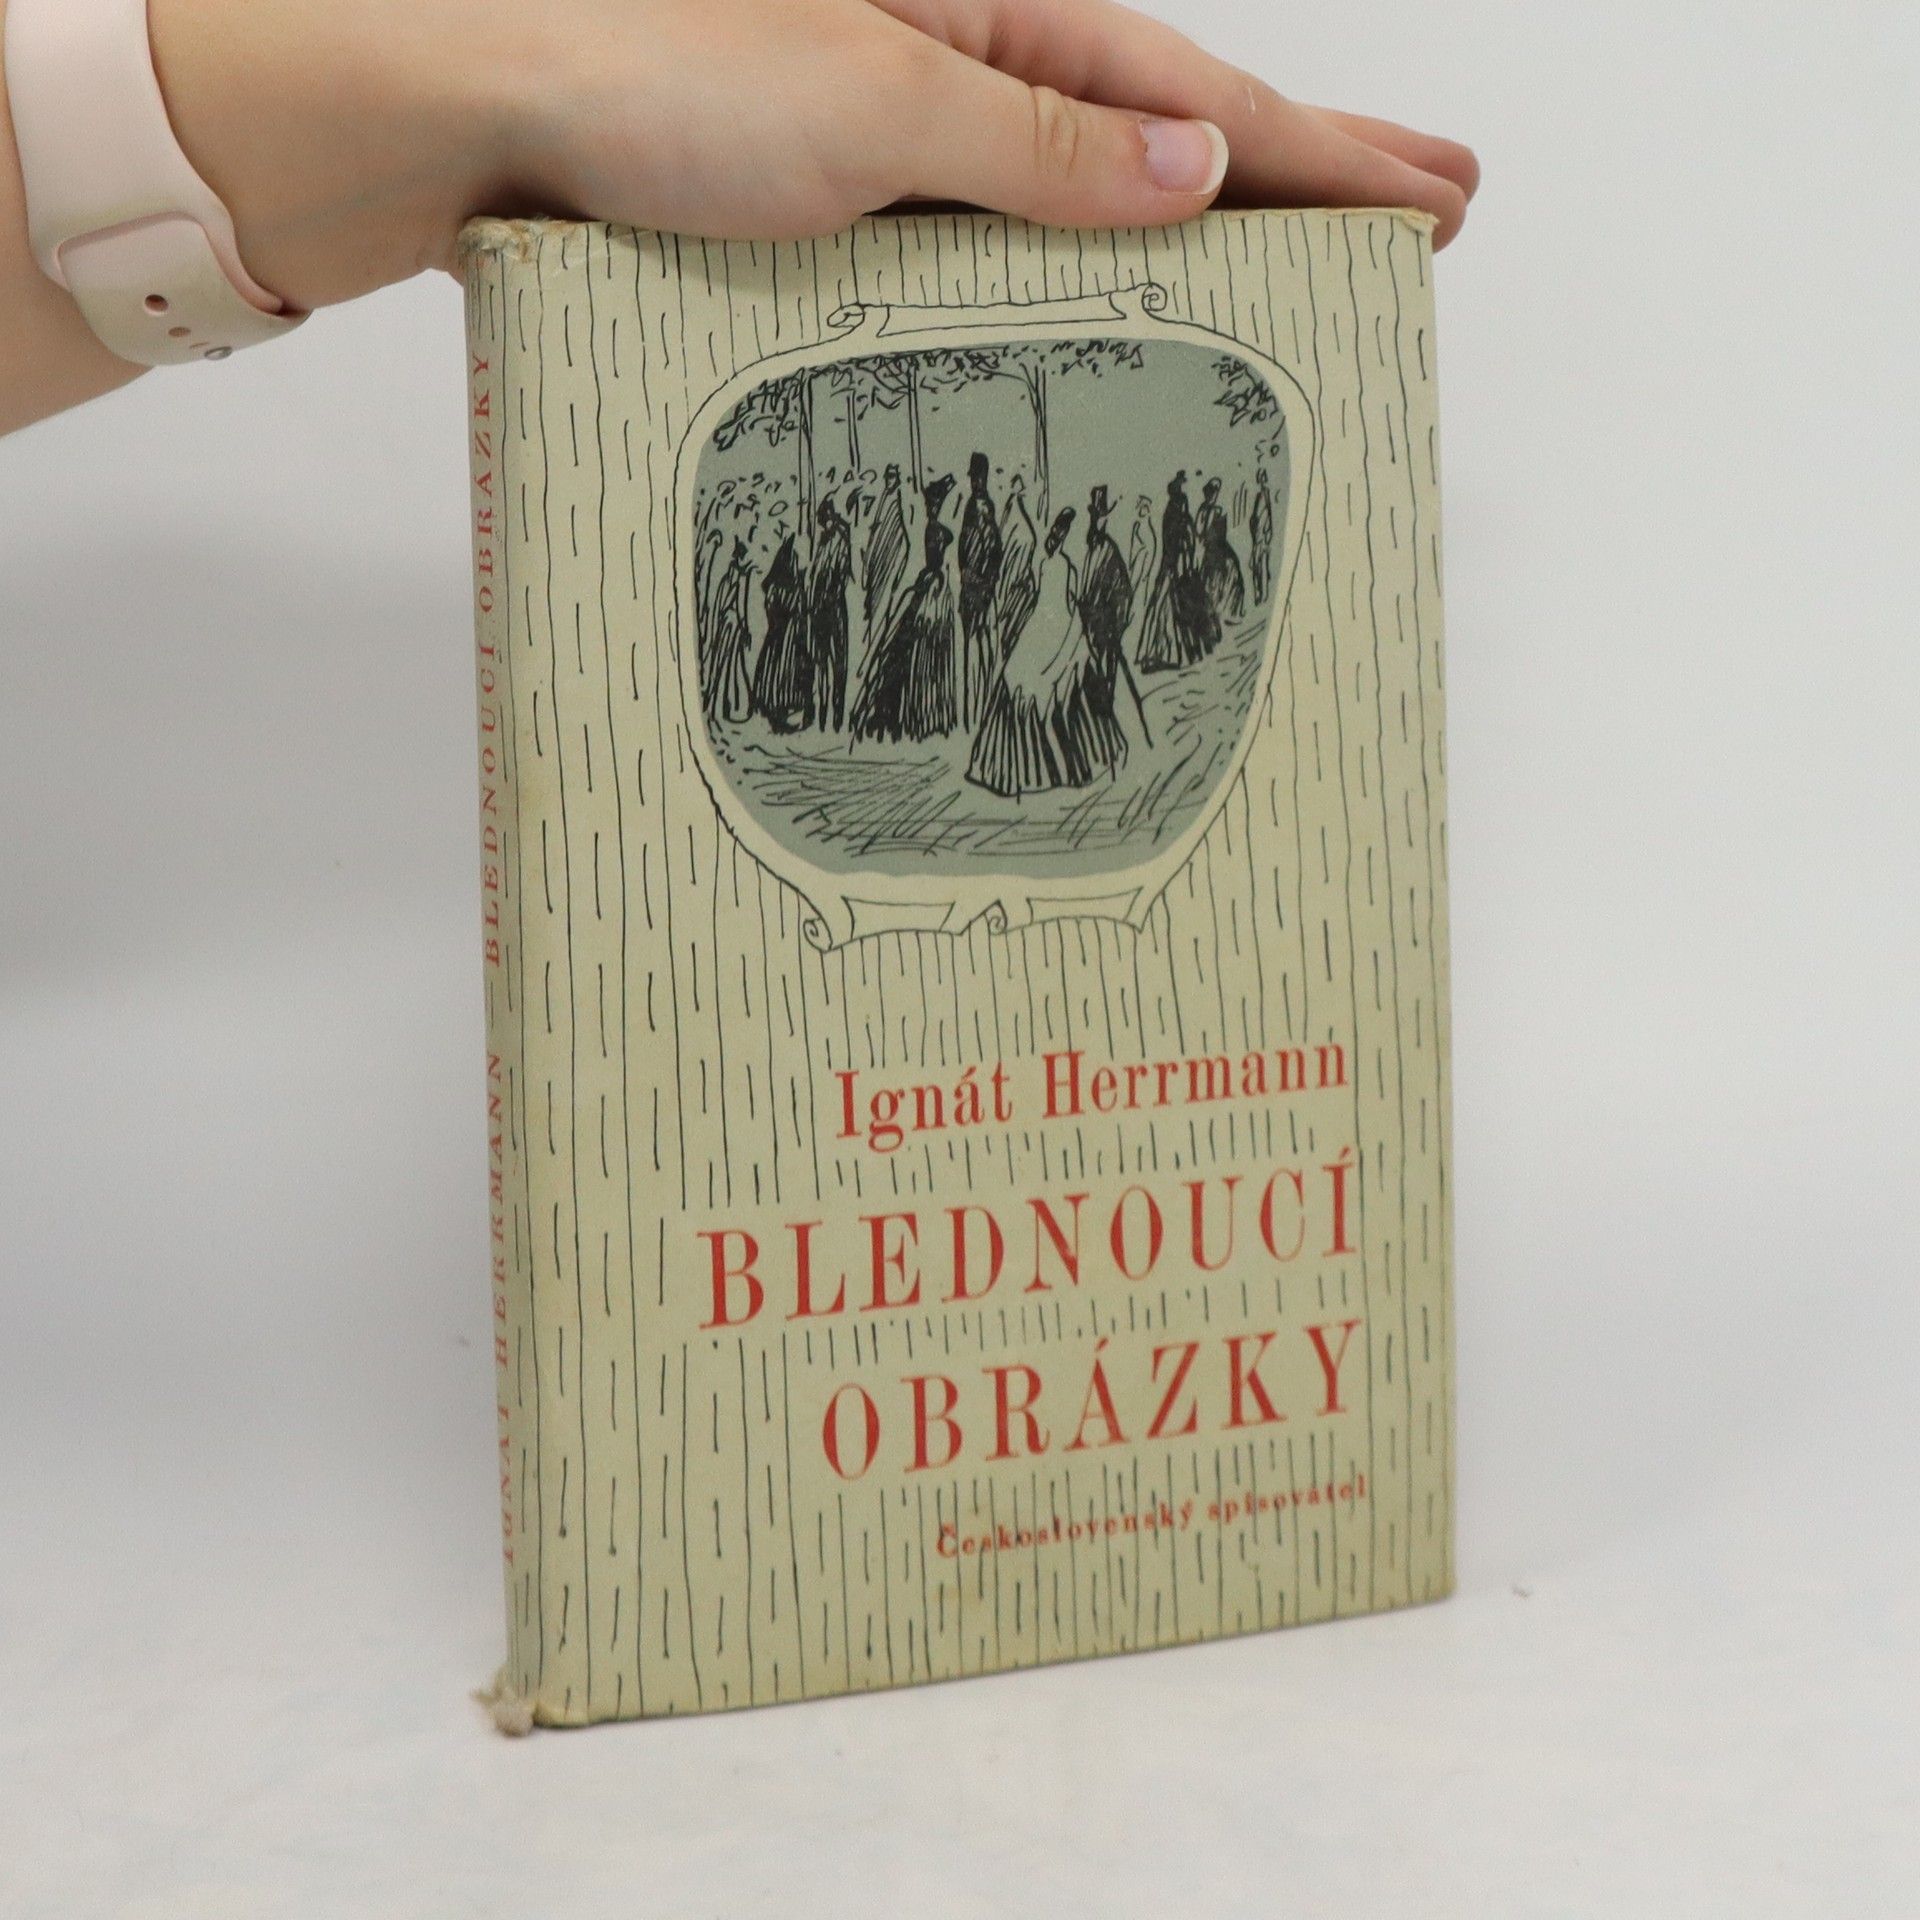 IGNÁT HERRMANN — BLEDNOUCÍ OBRÁZKY
Ignát Herrmann
BLEDNOUCÍ
OBRÁZKY
Československý spisovatel